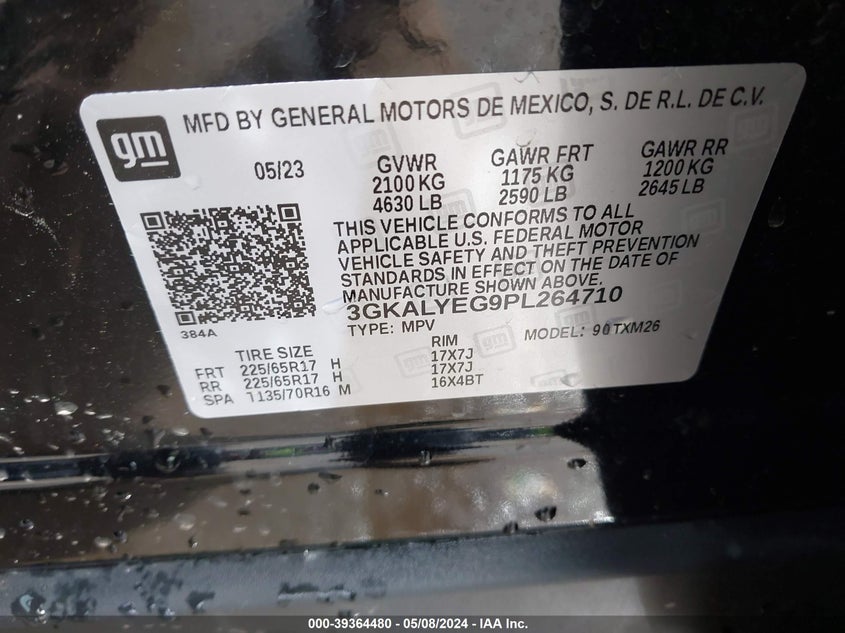 gm
MFD BY GENERAL MOTORS DE MEXICO, S. DE R.L. DE C.V.
05/23
GVWR
2100 KG
4630 LB
GAWR FRT
1175 KG
2590 LB
GAWR RR
1200 KG
2645 LB
THIS VEHICLE CONFORMS TO ALL
APPLICABLE U.S. FEDERAL MOTOR
VEHICLE SAFETY AND THEFT PREVENTION
STANDARDS IN EFFECT ON THE DATE OF
MANUFACTURE SHOWN ABOVE.
3GKALYEG9PL264710
384A
TYPE: MPV
MODEL: 90TXM26
TIRE SIZE
RIM
FRT 225/65R17 H 17X7J
RR 225/65R17 H 17X7J
SPA T135/70R16 M 16X4BT
000-39364480 - 05/08/2024 - IAA Inc.